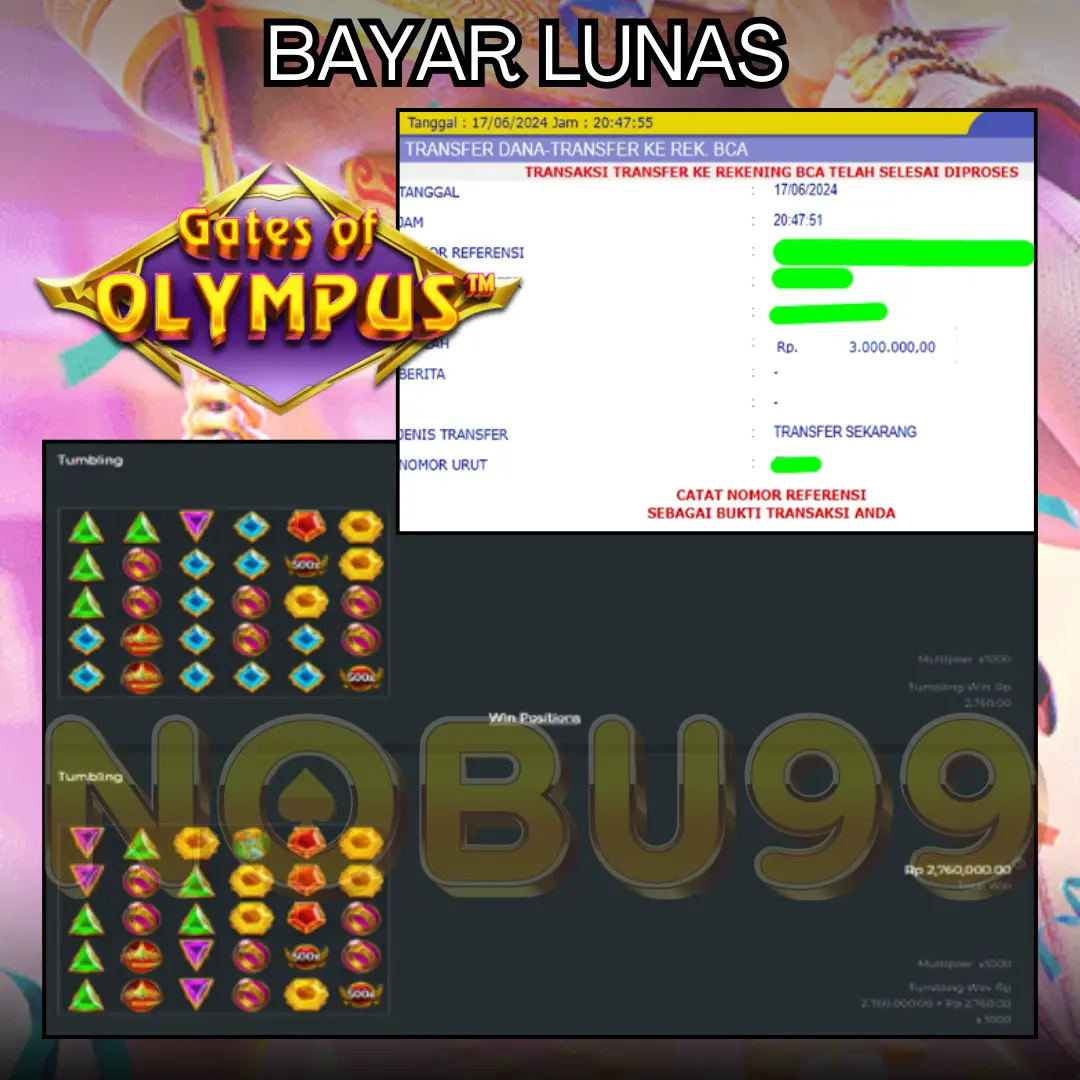 BAYAR LUNAS
Tanggal : 17/06/2024 Jam : 20:47:55
TRANSFER DANA-TRANSFER KE REK. BCA
TRANSAKSI TRANSFER KE REKENING BCA TELAH SELESAI DIPROSES
TANGGAL : 17/06/2024
JAM : 20:47:51
OR REFERENSI :
:
:
AH : Rp. 3.000.000,00
BERITA : -
: -
JENIS TRANSFER : TRANSFER SEKARANG
NOMOR URUT :
CATAT NOMOR REFERENSI
SEBAGAI BUKTI TRANSAKSI ANDA
Gates of
OLYMPUS™
Tumbling
500x
500x
Multiplier x1000
Tumbling Win Rp
2,760.00
Win Positions
NOBU99
Tumbling
Rp 2,760,000.00
Total Win
500x
500x
Multiplier x1000
Tumbling Win Rp
2,760,000.00 = Rp 2,760.00
x 1000